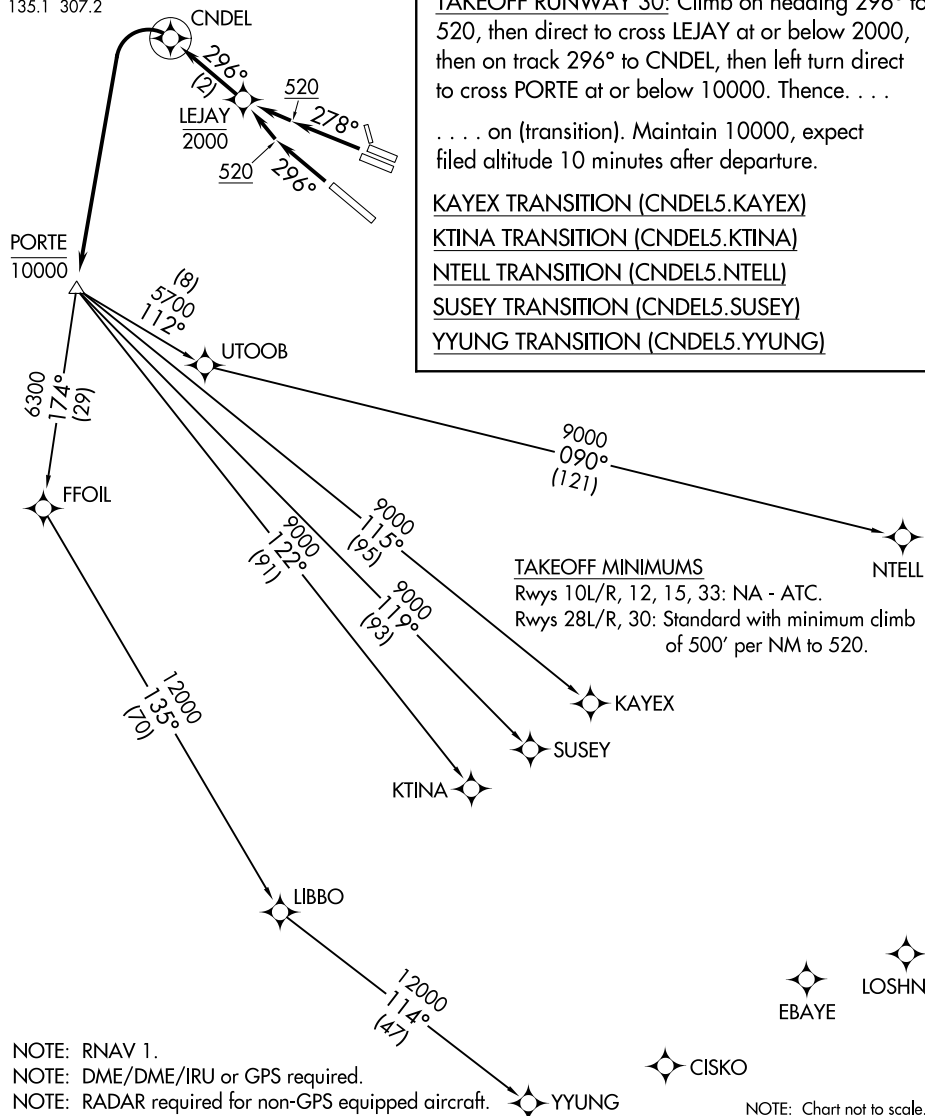 135.1 307.2
CNDEL
296°
(2)
LEJAY
2000
520
278°
520
296°
TAKEOFF RUNWAY 30: Climb on heading 296° to
520, then direct to cross LEJAY at or below 2000,
then on track 296° to CNDEL, then left turn direct
to cross PORTE at or below 10000. Thence. . . .
. . . . on (transition). Maintain 10000, expect
filed altitude 10 minutes after departure.
KAYEX TRANSITION (CNDEL5.KAYEX)
KTINA TRANSITION (CNDEL5.KTINA)
NTELL TRANSITION (CNDEL5.NTELL)
SUSEY TRANSITION (CNDEL5.SUSEY)
YYUNG TRANSITION (CNDEL5.YYUNG)
PORTE
10000
(8)
5700
112°
UTOOB
6300
174°
(29)
FFOIL
9000
090°
(121)
NTELL
9000
115°
(95)
9000
122°
(91)
9000
119°
(93)
TAKEOFF MINIMUMS
Rwys 10L/R, 12, 15, 33: NA - ATC.
Rwys 28L/R, 30: Standard with minimum climb
of 500' per NM to 520.
KAYEX
SUSEY
KTINA
12000
135°
(70)
LIBBO
12000
114°
(47)
LOSHN
EBAYE
CISKO
YYUNG
NOTE: RNAV 1.
NOTE: DME/DME/IRU or GPS required.
NOTE: RADAR required for non-GPS equipped aircraft.
NOTE: Chart not to scale.